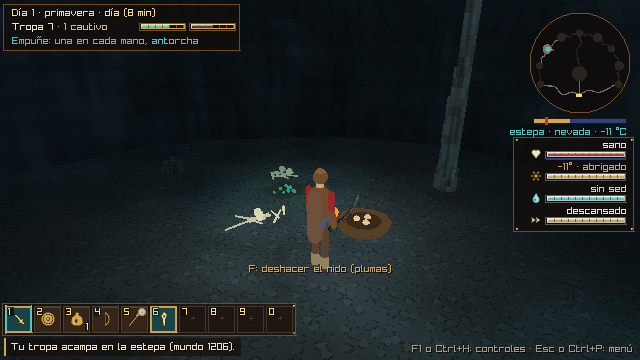 Día 1 · primavera · día (8 min)
Tropa 7 · 1 cautivo
Empuñe: una en cada mano, antorcha
estepa · nevada · -11 °C
sano
-11° · abrigado
sin sed
descansado
F: deshacer el nido (plumas)
1 2 3 1 4 5 6 7 8 9 0
Tu tropa acampa en la estepa (mundo 1206).
F1 o Ctrl+H: controles · Esc o Ctrl+P: menú